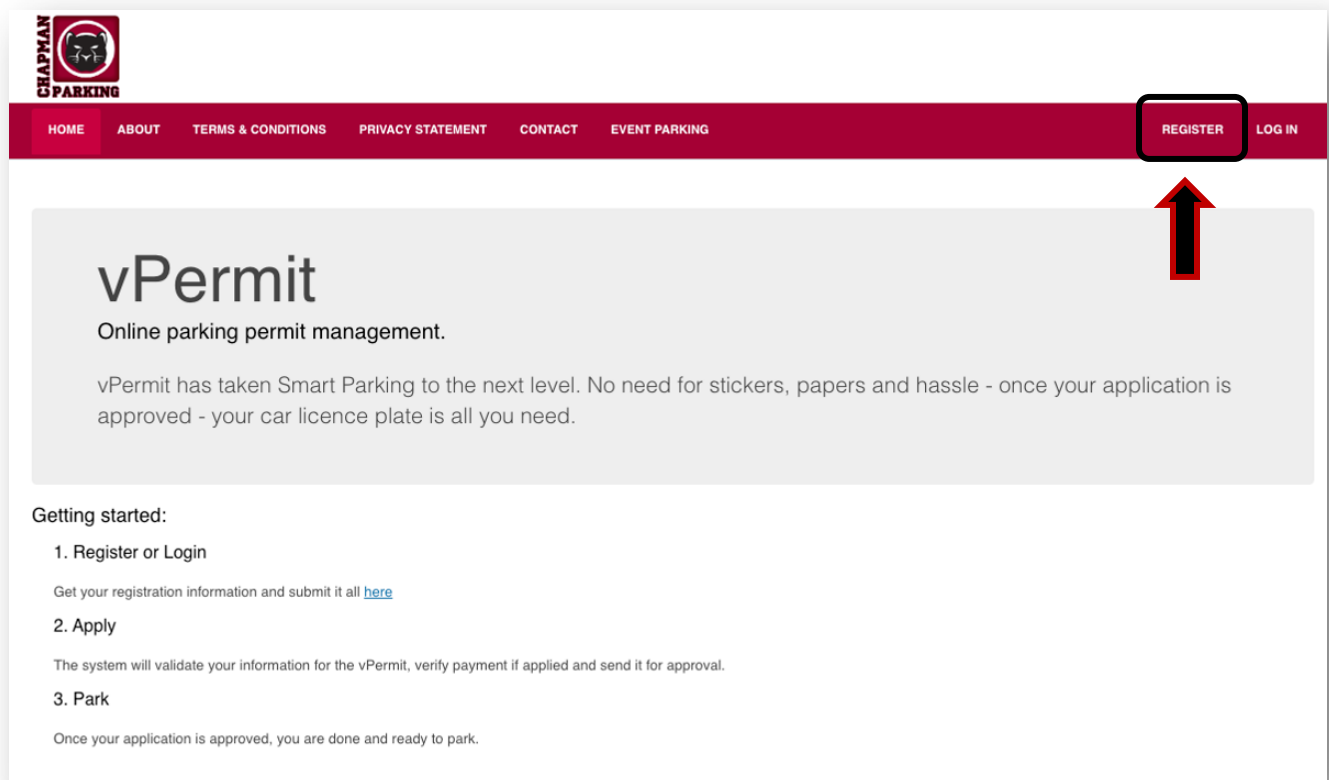 CHAPMAN
PARKING
HOME ABOUT TERMS & CONDITIONS PRIVACY STATEMENT CONTACT EVENT PARKING REGISTER LOG IN
vPermit
Online parking permit management.
vPermit has taken Smart Parking to the next level. No need for stickers, papers and hassle - once your application is
approved - your car licence plate is all you need.
Getting started:
1. Register or Login
Get your registration information and submit it all here
2. Apply
The system will validate your information for the vPermit, verify payment if applied and send it for approval.
3. Park
Once your application is approved, you are done and ready to park.